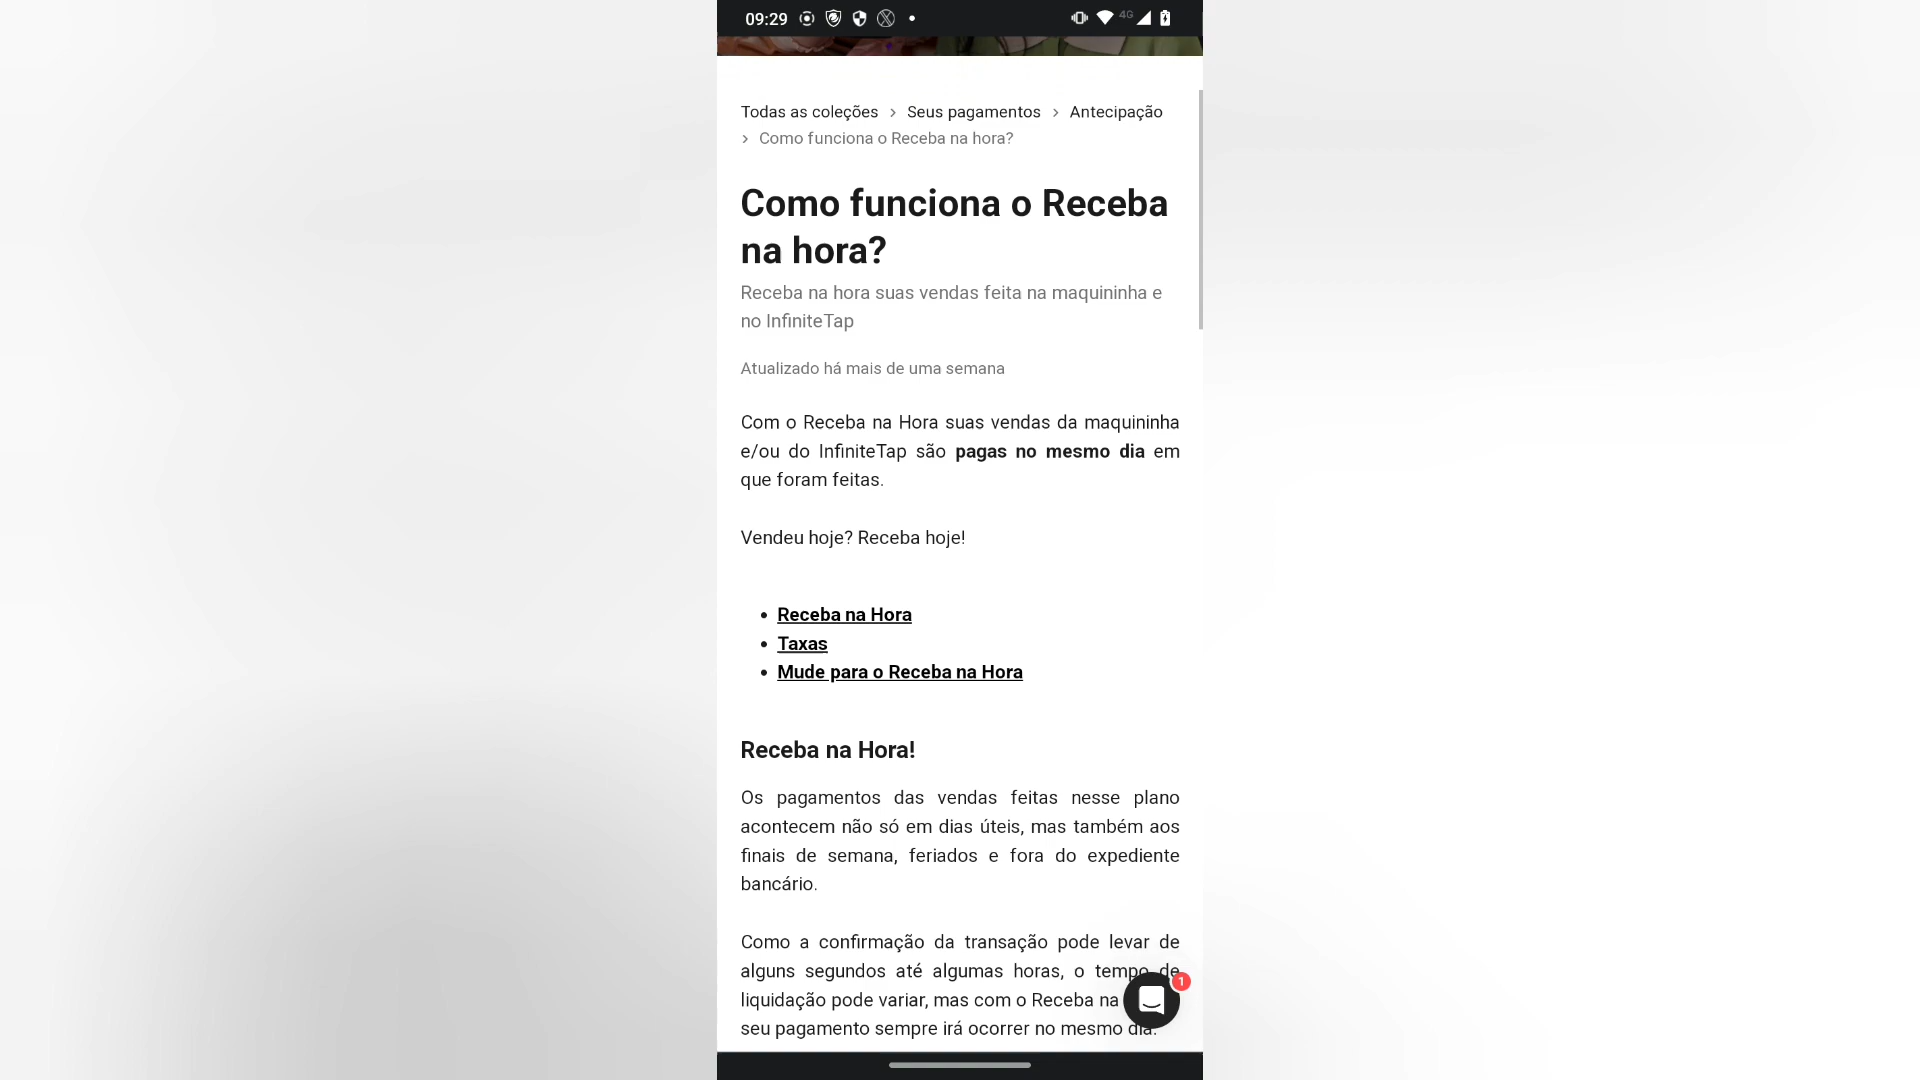 09:29
4G
Todas as coleções > Seus pagamentos > Antecipação
> Como funciona o Receba na hora?
Como funciona o Receba
na hora?
Receba na hora suas vendas feita na maquininha e
no InfiniteTap
Atualizado há mais de uma semana
Com o Receba na Hora suas vendas da maquininha
e/ou do InfiniteTap são pagas no mesmo dia em
que foram feitas.
Vendeu hoje? Receba hoje!
• Receba na Hora
• Taxas
• Mude para o Receba na Hora
Receba na Hora!
Os pagamentos das vendas feitas nesse plano
acontecem não só em dias úteis, mas também aos
finais de semana, feriados e fora do expediente
bancário.
Como a confirmação da transação pode levar de
alguns segundos até algumas horas, o tempo de
liquidação pode variar, mas com o Receba na
seu pagamento sempre irá ocorrer no mesmo dia.
1